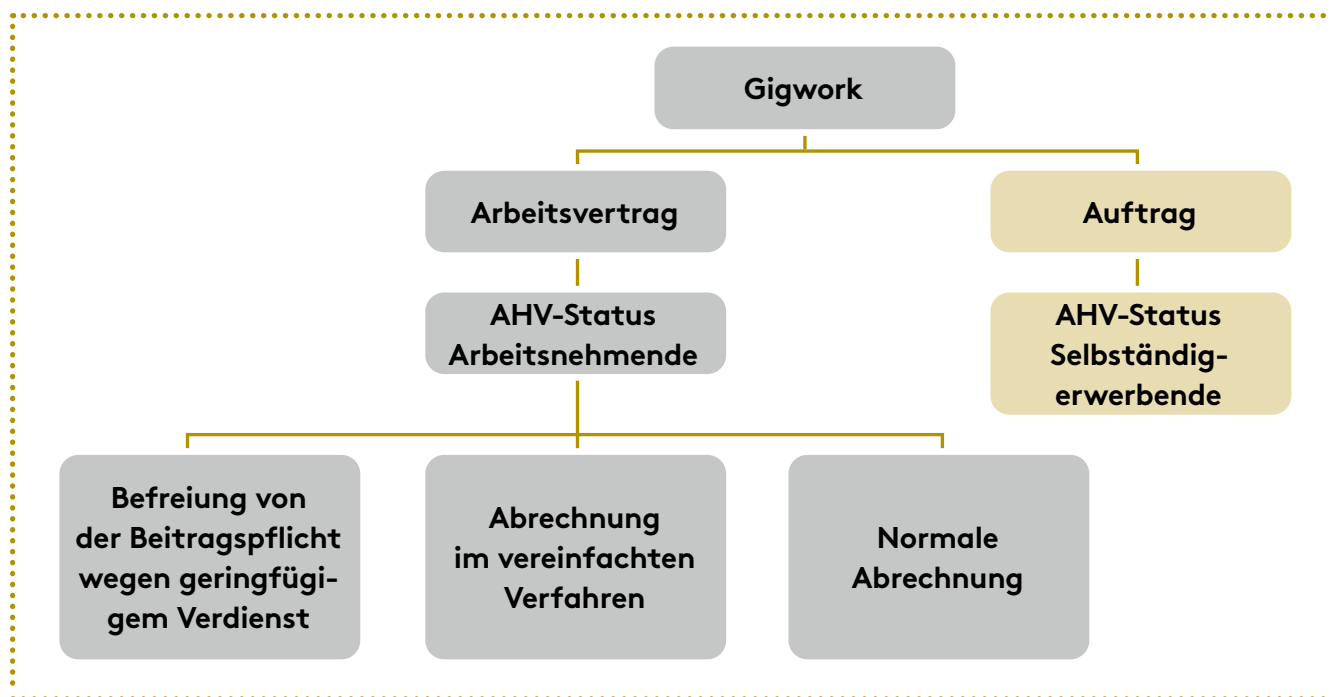 Gigwork
Arbeitsvertrag
Auftrag
AHV-Status
Arbeitsnehmende
AHV-Status
Selbständig-
erwerbende
Befreiung von
der Beitragspflicht
wegen geringfügi-
gem Verdienst
Abrechnung
im vereinfachten
Verfahren
Normale
Abrechnung